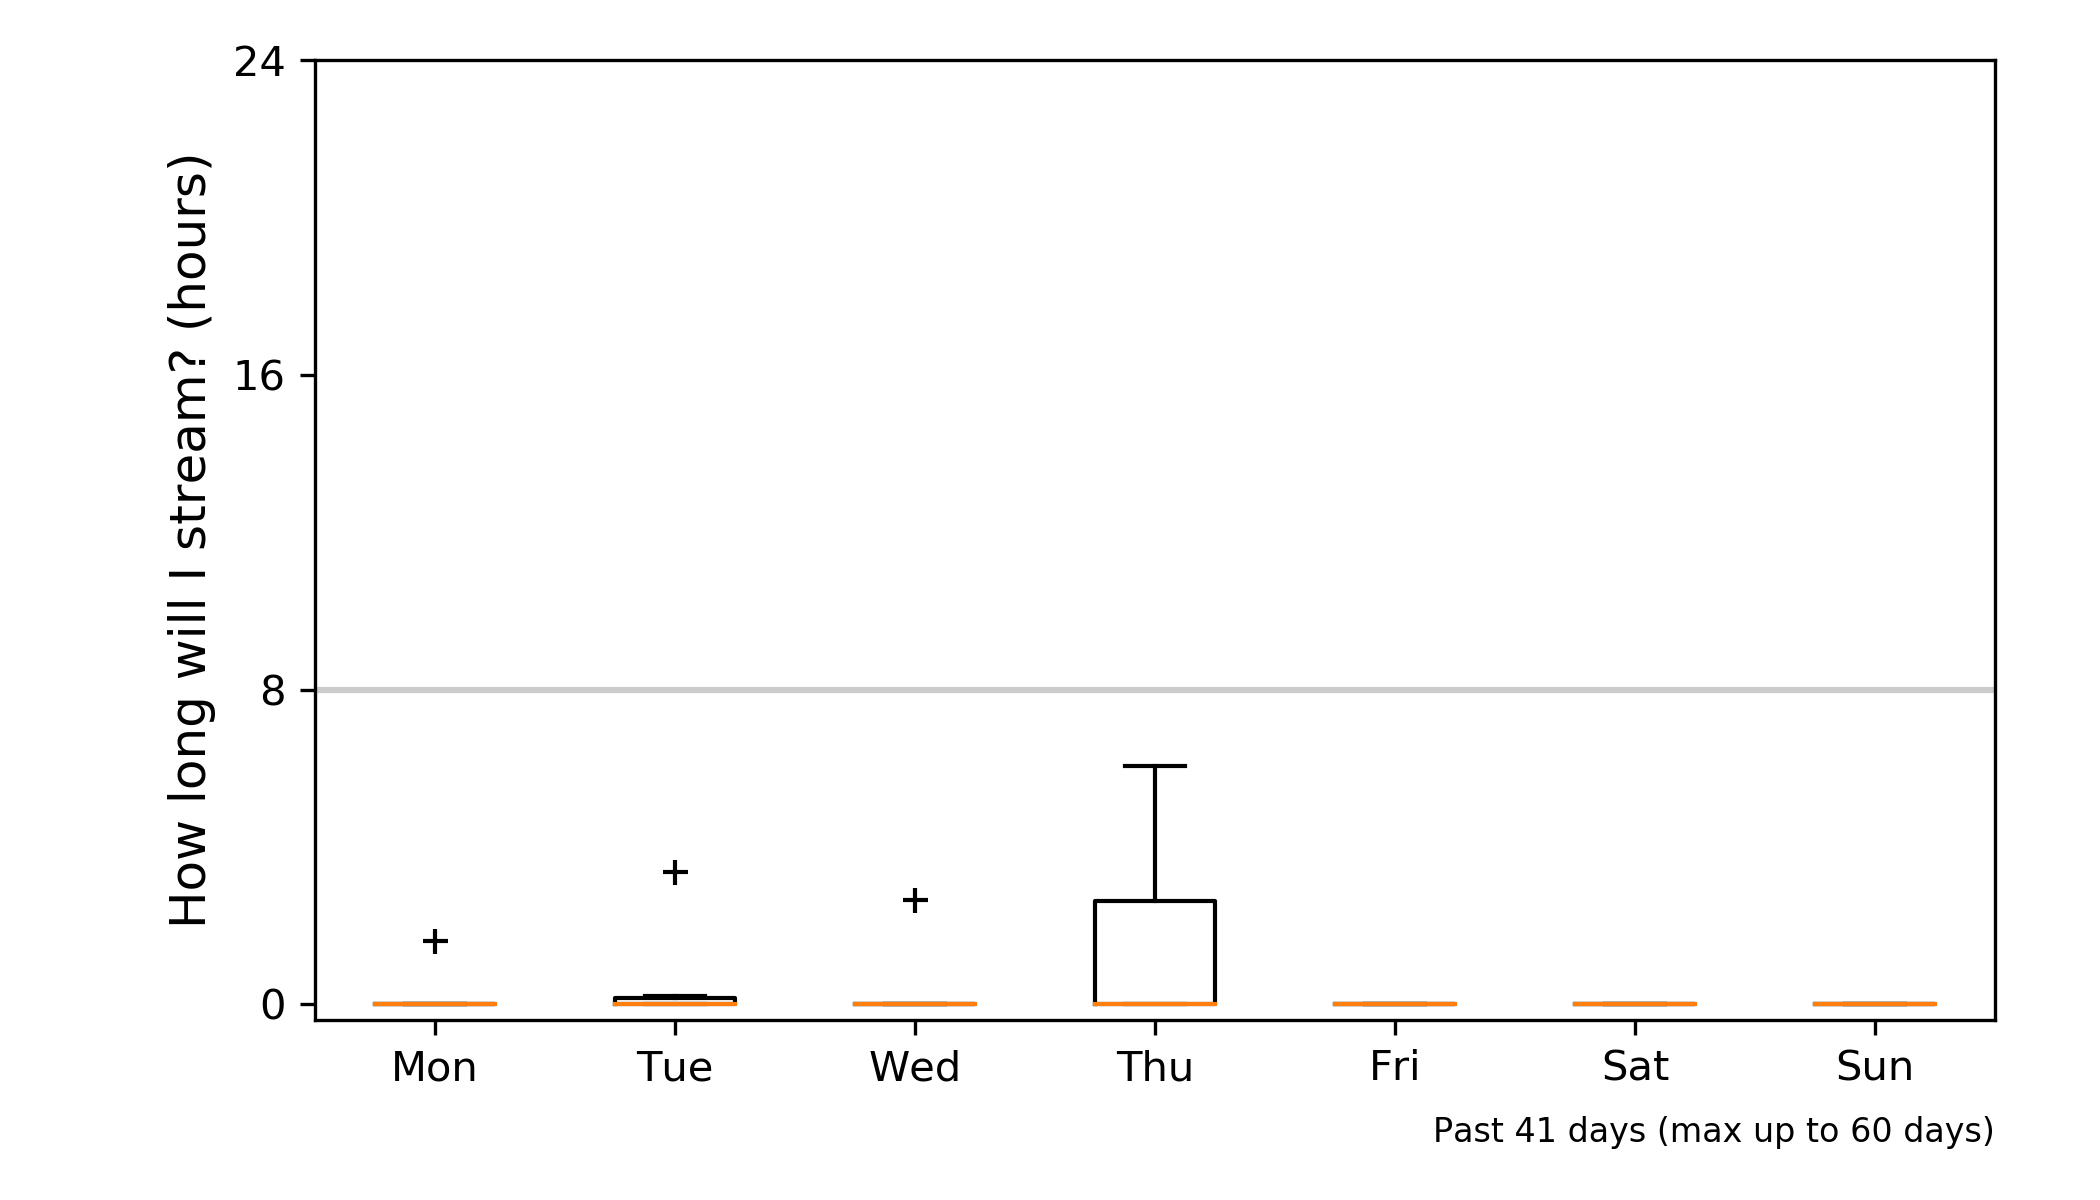 How long will I stream? (hours)
24
16
8
0
Mon Tue Wed Thu Fri Sat Sun
Past 41 days (max up to 60 days)